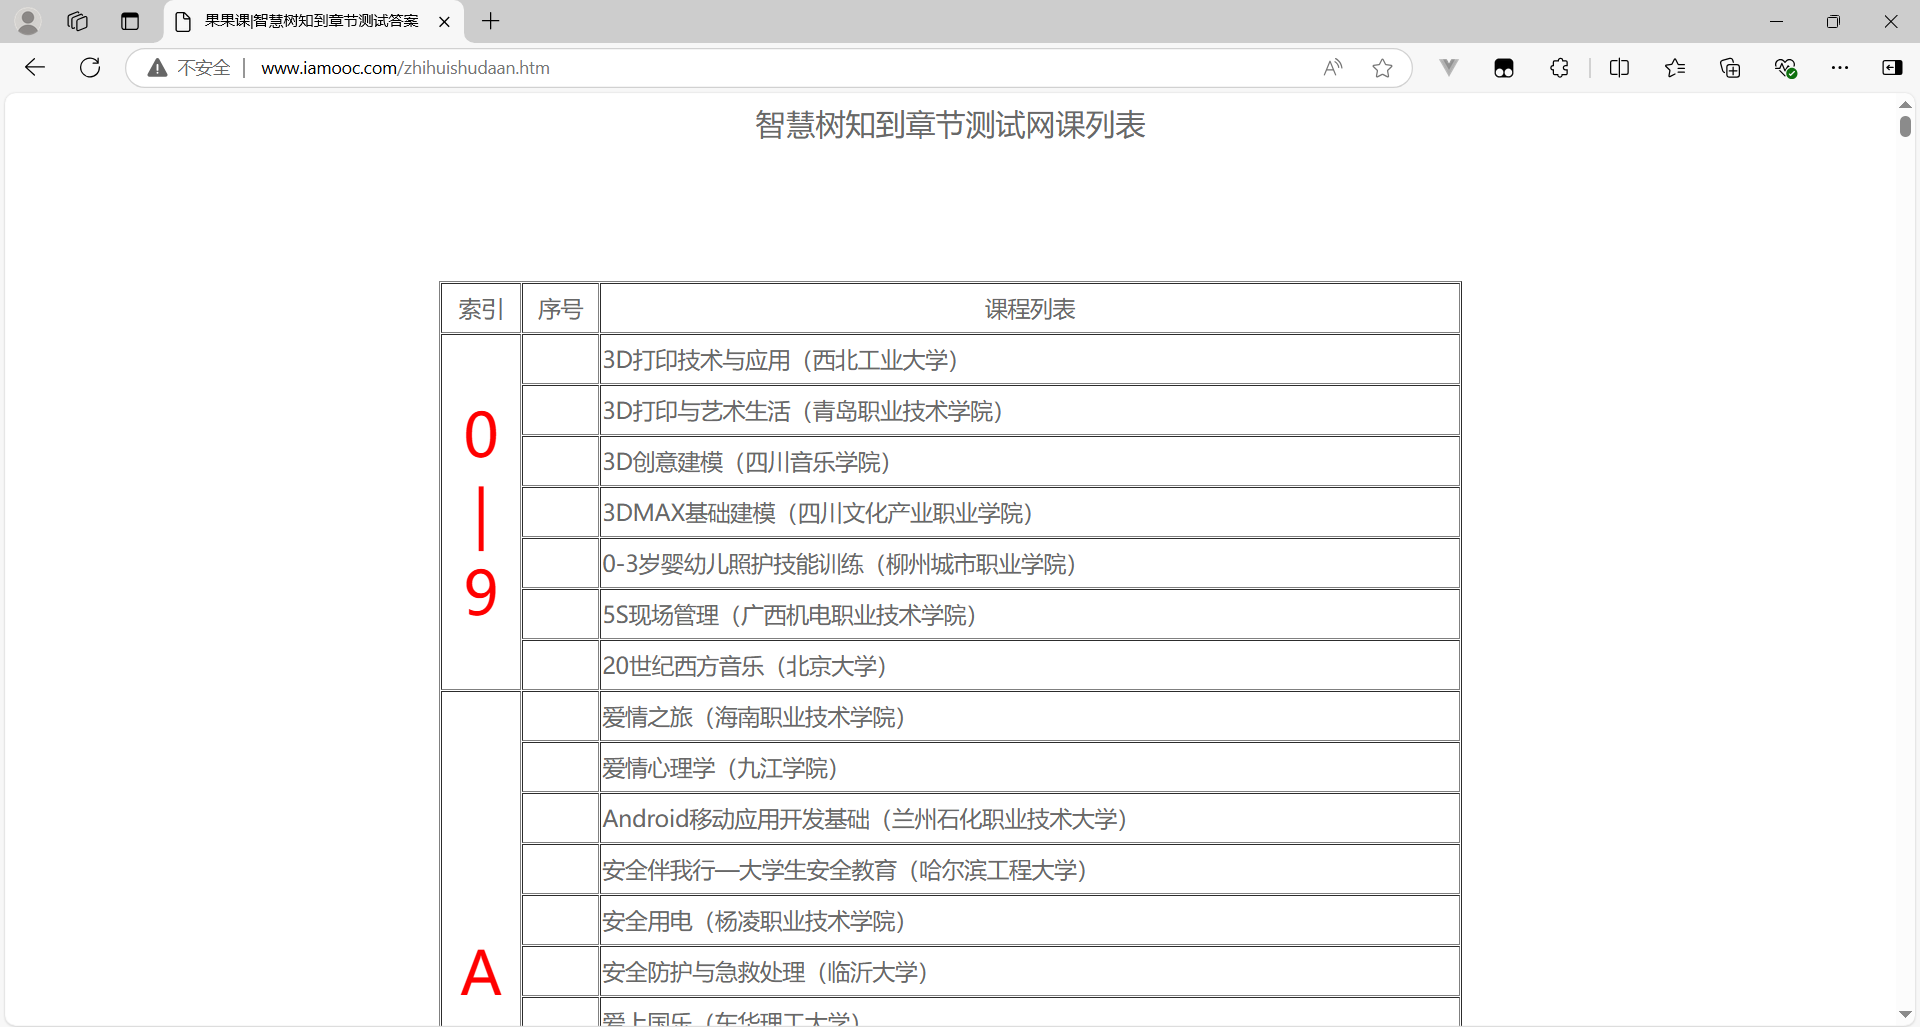 果果课|智慧树知到章节测试答案
不安全 | www.iamooc.com/zhihuishudaan.htm
智慧树知到章节测试网课列表
索引 序号 课程列表
0
|
9
3D打印技术与应用（西北工业大学）
3D打印与艺术生活（青岛职业技术学院）
3D创意建模（四川音乐学院）
3DMAX基础建模（四川文化产业职业学院）
0-3岁婴幼儿照护技能训练（柳州城市职业学院）
5S现场管理（广西机电职业技术学院）
20世纪西方音乐（北京大学）
A
爱情之旅（海南职业技术学院）
爱情心理学（九江学院）
Android移动应用开发基础（兰州石化职业技术大学）
安全伴我行—大学生安全教育（哈尔滨工程大学）
安全用电（杨凌职业技术学院）
安全防护与急救处理（临沂大学）
爱上国乐（东华理工大学）